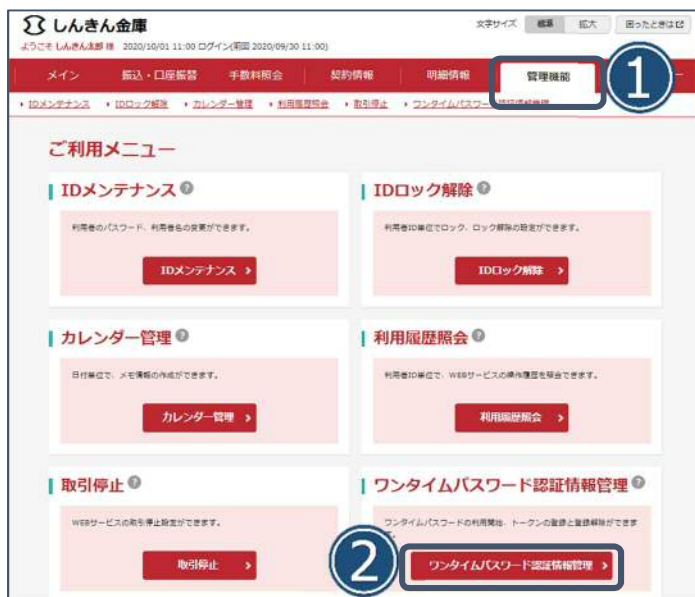 しんきん金庫
文字サイズ 標準 拡大 困ったときは
ようこそ しんきん太郎 様 2020/10/01 11:00 ログイン(前回 2020/09/30 11:00)
メイン 振込・口座振替 手数料照会 契約情報 明細情報 管理機能 ー
1
IDメンテナンス IDロック解除 カレンダー管理 利用履歴照会 取引停止 ワンタイムパスワード認証情報管理
ご利用メニュー
IDメンテナンス ?
利用者のパスワード、利用者名の変更ができます。
IDメンテナンス
IDロック解除 ?
利用者ID単位でロック、ロック解除の設定ができます。
IDロック解除
カレンダー管理 ?
日付単位で、メモ情報の作成ができます。
カレンダー管理
利用履歴照会 ?
利用者ID単位で、WEBサービスの操作履歴を照会できます。
利用履歴照会
取引停止 ?
WEBサービスの取引停止設定ができます。
取引停止
ワンタイムパスワード認証情報管理 ?
ワンタイムパスワードの利用開始、トークンの登録と登録解除ができま
す。
2
ワンタイムパスワード認証情報管理